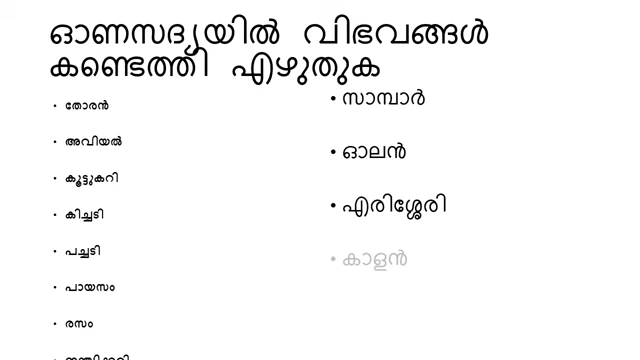 ഓണസദ്യയിൽ വിഭവങ്ങൾ
കണ്ടെത്തി എഴുതുക
• തോരൻ
• അവിയൽ
• കൂട്ടുകറി
• കിച്ചടി
• പച്ചടി
• പായസം
• രസം
• സാമ്പാർ
• ഓലൻ
• എരിശ്ശേരി
• കാളൻ